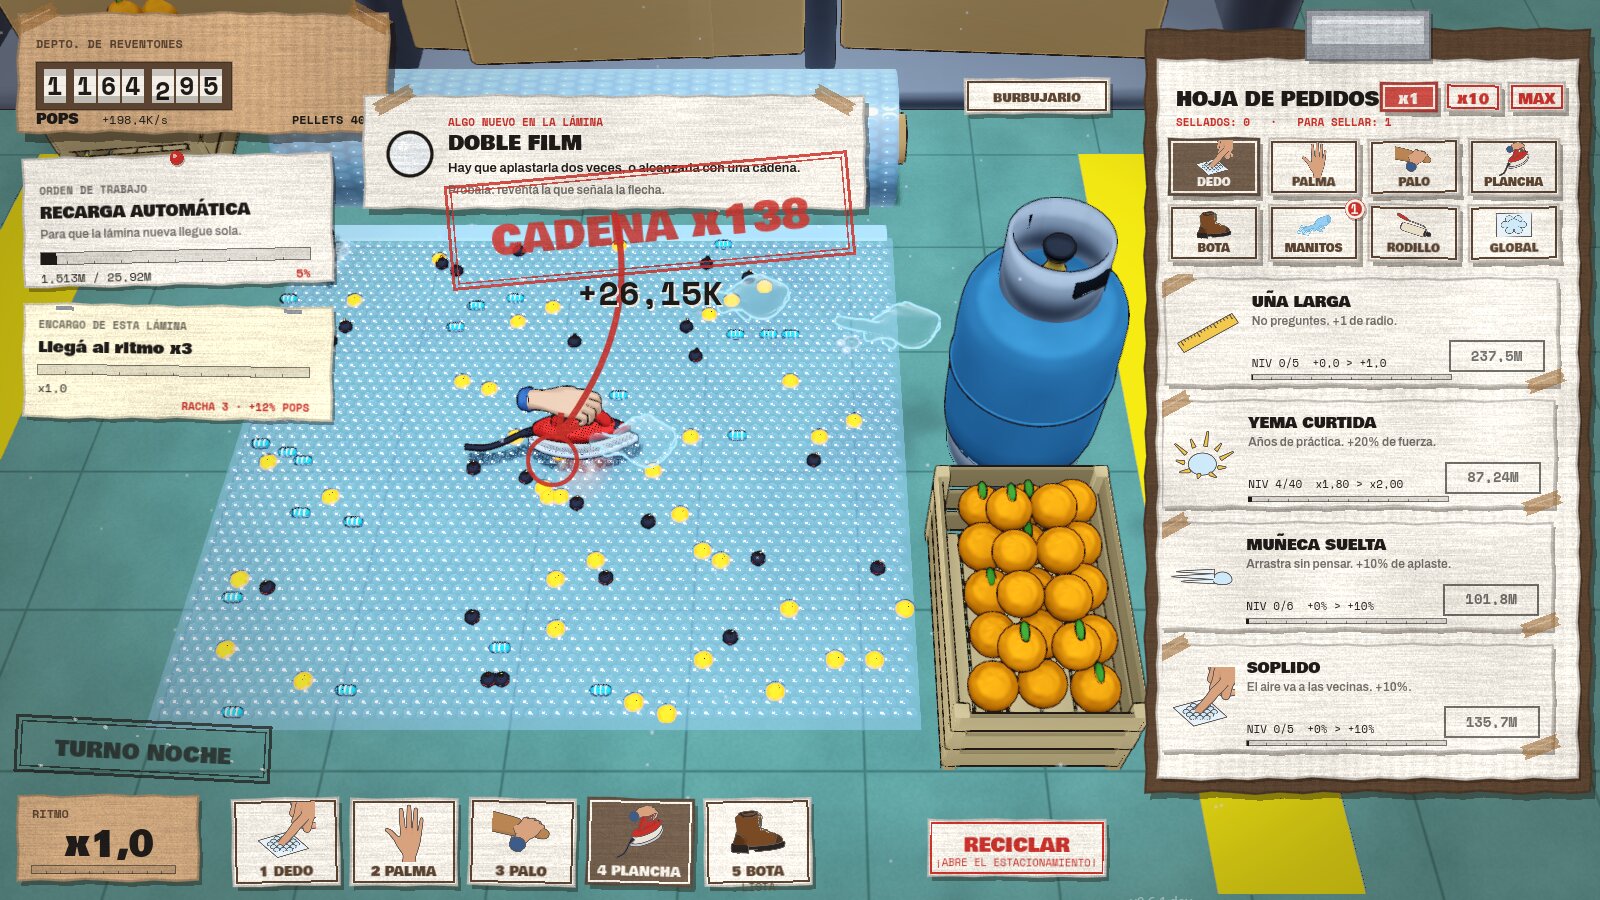 DEPTO. DE REVENTONES
1 164 295
POPS +198.4K/s PELLETS 40
ORDEN DE TRABAJO
RECARGA AUTOMÁTICA
Para que la lámina nueva llegue sola.
1.513M / 25.92M 5%
ENCARGO DE ESTA LÁMINA
Llegá al ritmo x3
x1.0
RACHA 3 · +12% POPS
ALGO NUEVO EN LA LÁMINA
DOBLE FILM
Hay que aplastarla dos veces, o alcanzarla con una cadena.
Probala: reventá la que señala la flecha.
CADENA x138
+26,15K
BURBUJARIO
HOJA DE PEDIDOS x1 x10 MAX
SELLADOS: 0 · PARA SELLAR: 1
DEDO PALMA PALO PLANCHA
1
BOTA MANITOS RODILLO GLOBAL
UÑA LARGA
No preguntes. +1 de radio.
NIV 0/5 +0,0 > +1,0 237,5M
YEMA CURTIDA
Años de práctica. +20% de fuerza.
NIV 4/40 x1,80 > x2,00 87,24M
MUÑECA SUELTA
Arrastra sin pensar. +10% de aplaste.
NIV 0/6 +0% > +10% 101,8M
SOPLIDO
El aire va a las vecinas. +10%.
NIV 0/5 +0% > +10% 135,7M
TURNO NOCHE
RITMO
x1,0
1 DEDO 2 PALMA 3 PALO 4 PLANCHA 5 BOTA
LISTA
RECICLAR
¡ABRE EL ESTACIONAMIENTO!